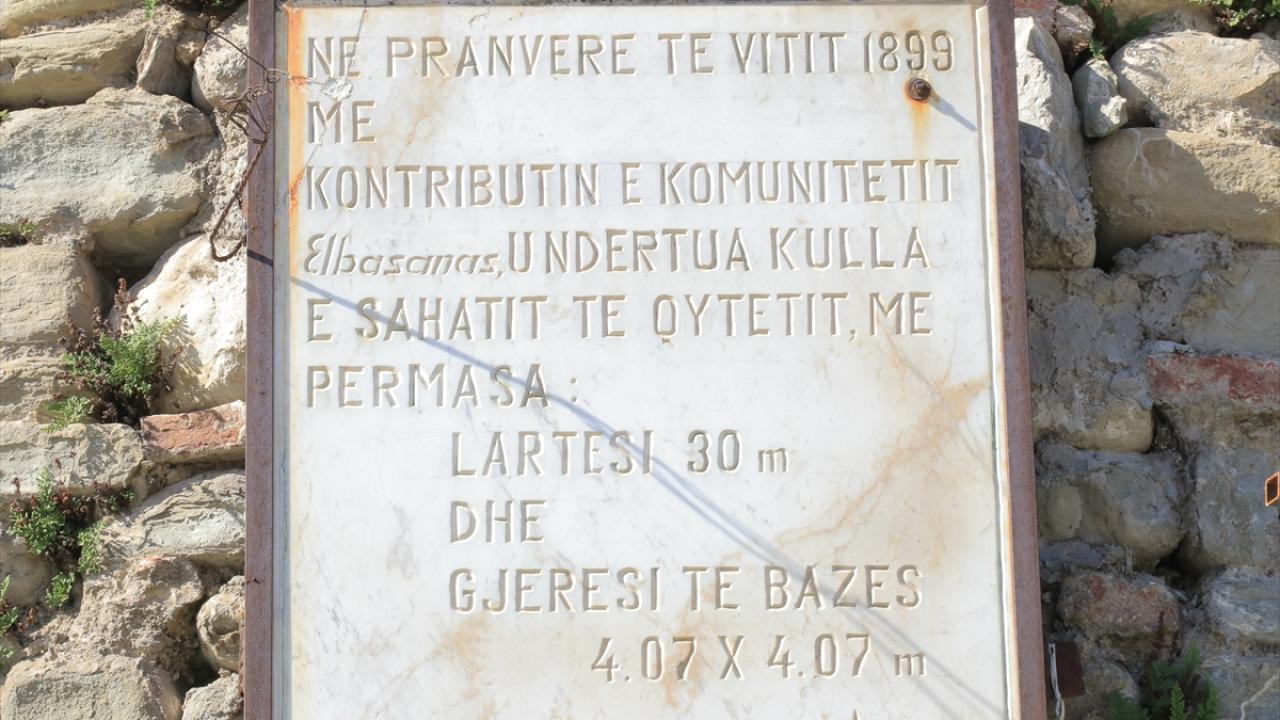 NE PRANVERE TE VITIT 1899
ME
KONTRIBUTIN E KOMUNITETIT
Elbasanas, UNDERTUA KULLA
E SAHATIT TE QYTETIT, ME
PERMASA :
LARTESI 30 m
DHE
GJERESI TE BAZES
4.07 X 4.07 m